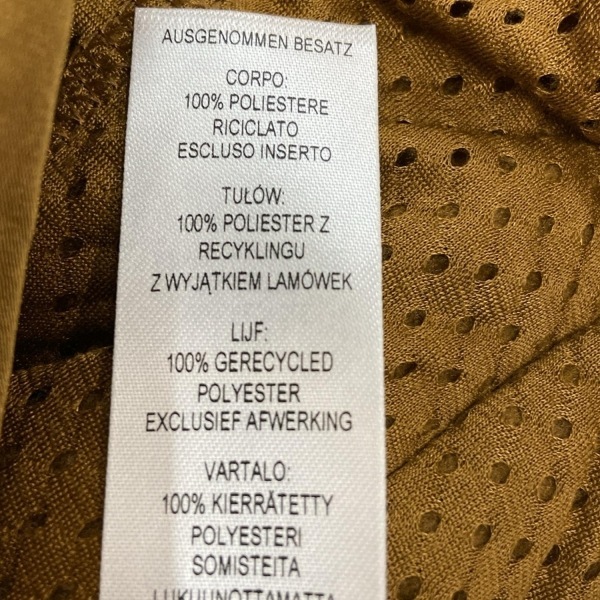 AUSGENOMMEN BESATZ
CORPO:
100% POLIESTERE
RICICLATO
ESCLUSO INSERTO
TUŁÓW:
100% POLIESTER Z
RECYKLINGU
Z WYJĄTKIEM LAMÓWEK
LIJF:
100% GERECYCLED
POLYESTER
EXCLUSIEF AFWERKING
VARTALO:
100% KIERRÄTETTY
POLYESTERI
SOMISTEITA
LUKUUNOTTAMATTA